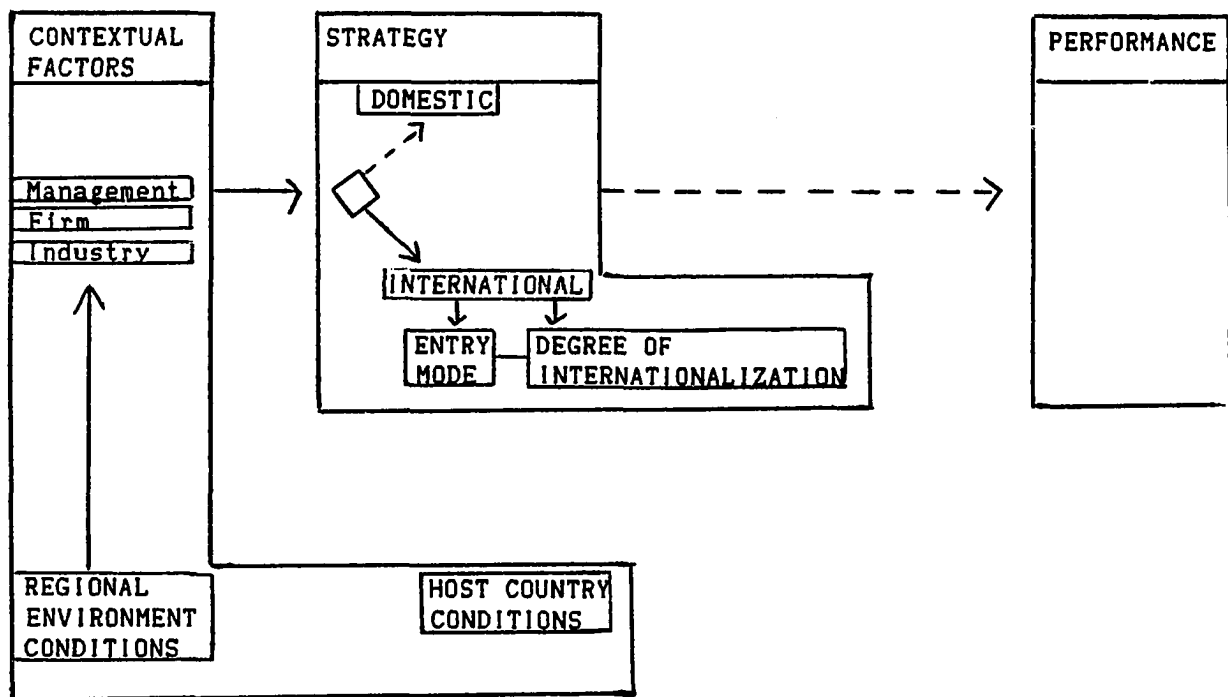 CONTEXTUAL
FACTORS
Management
Firm
Industry
REGIONAL
ENVIRONMENT
CONDITIONS
HOST COUNTRY
CONDITIONS
STRATEGY
DOMESTIC
INTERNATIONAL
ENTRY
MODE
DEGREE OF
INTERNATIONALIZATION
PERFORMANCE